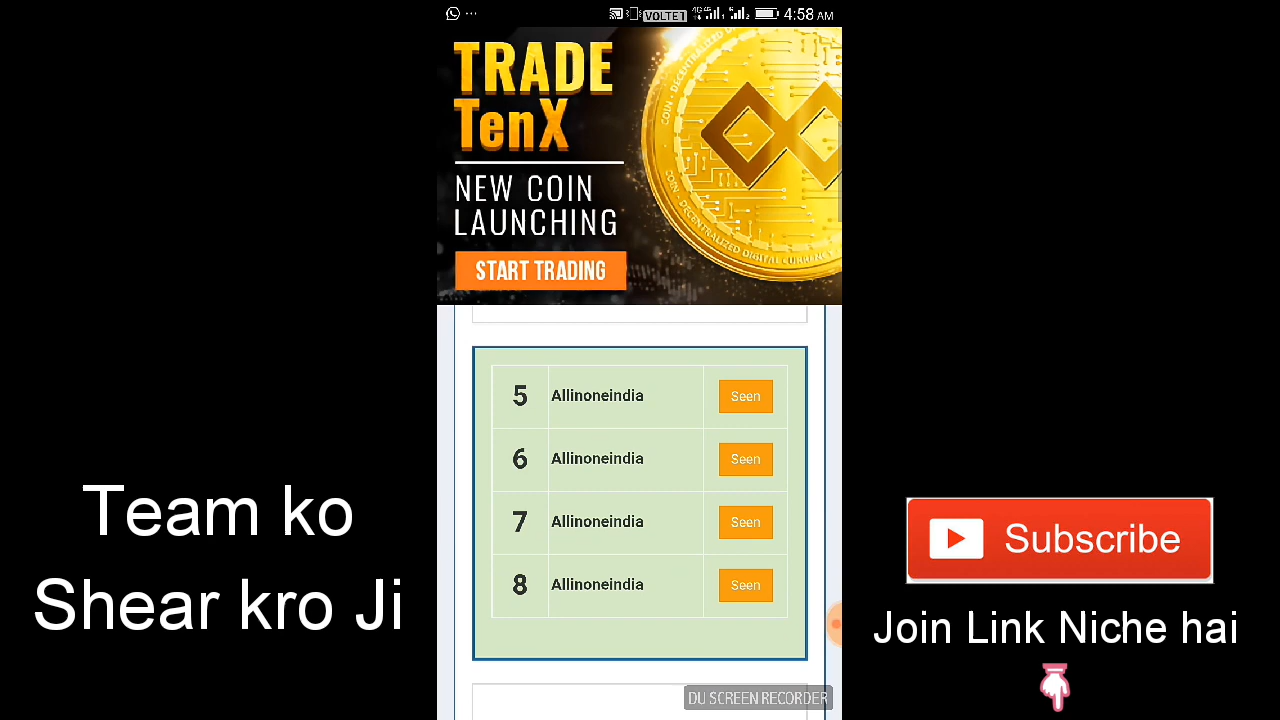 VOLTE1
4:58 AM
TRADE
TenX
NEW COIN
LAUNCHING
START TRADING
5 Allinoneindia Seen
6 Allinoneindia Seen
7 Allinoneindia Seen
8 Allinoneindia Seen
DU SCREEN RECORDER
Team ko
Shear kro Ji
Subscribe
Join Link Niche hai